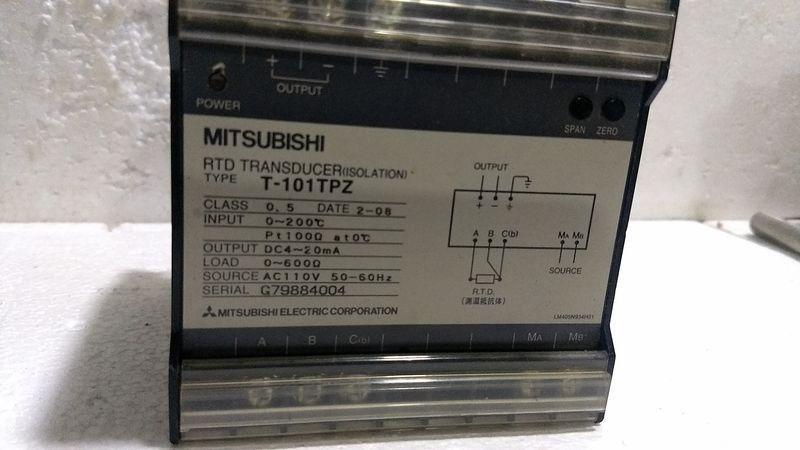 + −
OUTPUT
POWER
SPAN ZERO
MITSUBISHI
RTD TRANSDUCER(ISOLATION)
TYPE T-101TPZ
CLASS 0.5 DATE 2-08
INPUT 0~200℃
Pt100Ω at0℃
OUTPUT DC4~20mA
LOAD 0~600Ω
SOURCE AC110V 50-60Hz
SERIAL G79884004
MITSUBISHI ELECTRIC CORPORATION
OUTPUT
+ −
A B C(b) MA MB
SOURCE
R.T.D.
(測温抵抗体)
LM405N934H01
A B C(b) MA MB